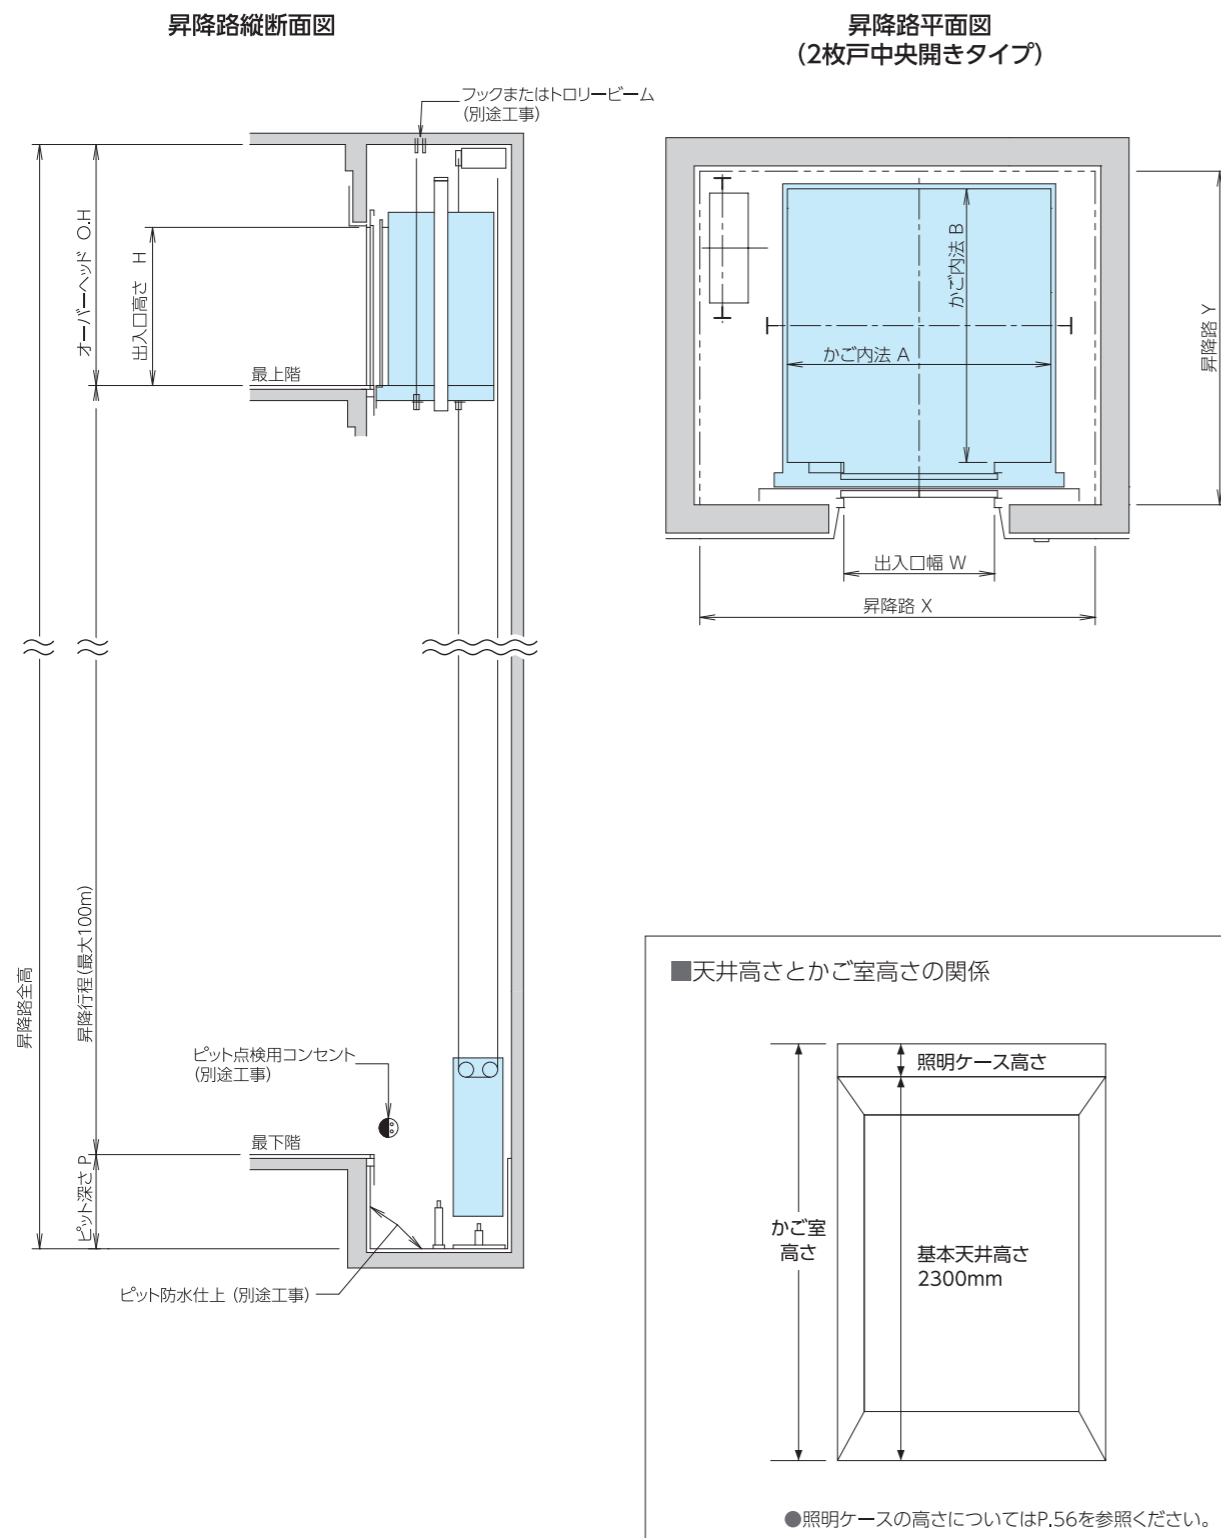 昇降路縦断面図
フックまたはトロリービーム
(別途工事)
オーバーヘッド O.H
出入口高さ H
最上階
昇降路全高
昇降行程(最大100m)
ピット点検用コンセント
(別途工事)
最下階
ピット深さ P
ピット防水仕上 (別途工事)
昇降路平面図
(2枚戸中央開きタイプ)
かご内法 B
かご内法 A
昇降路 Y
出入口幅 W
昇降路 X
■天井高さとかご室高さの関係
照明ケース高さ
かご室
高さ
基本天井高さ
2300mm
●照明ケースの高さについてはP.56を参照ください。